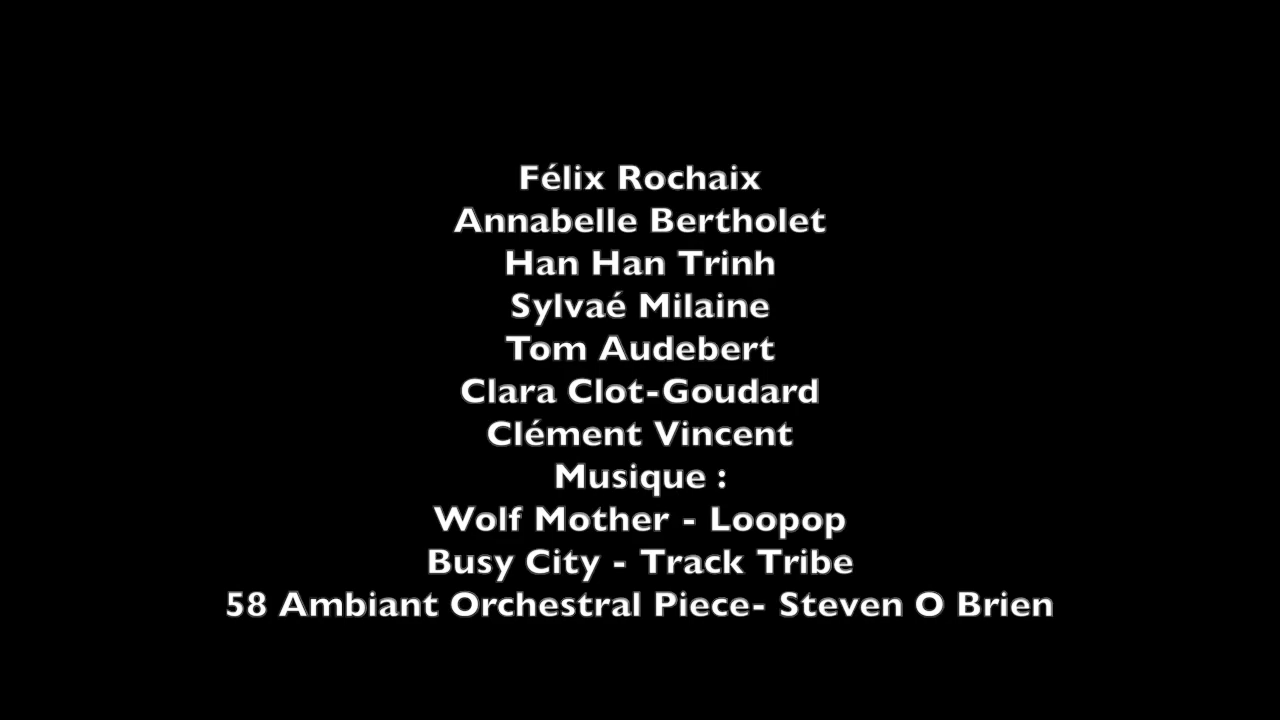 Félix Rochaix
Annabelle Bertholet
Han Han Trinh
Sylvaé Milaine
Tom Audebert
Clara Clot-Goudard
Clément Vincent
Musique :
Wolf Mother - Loopop
Busy City - Track Tribe
58 Ambiant Orchestral Piece- Steven O Brien